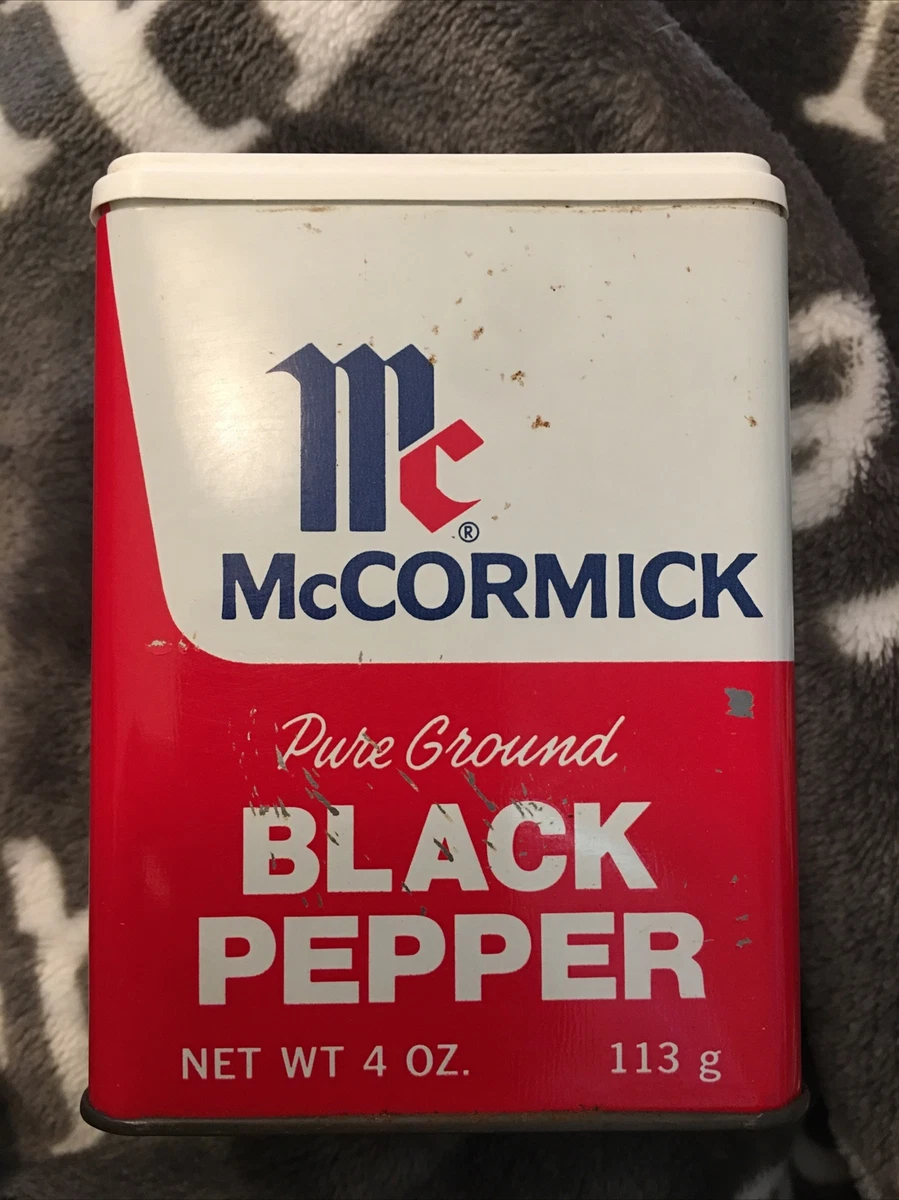 Mc®
McCORMICK
Pure Ground
BLACK
PEPPER
NET WT 4 OZ. 113 g